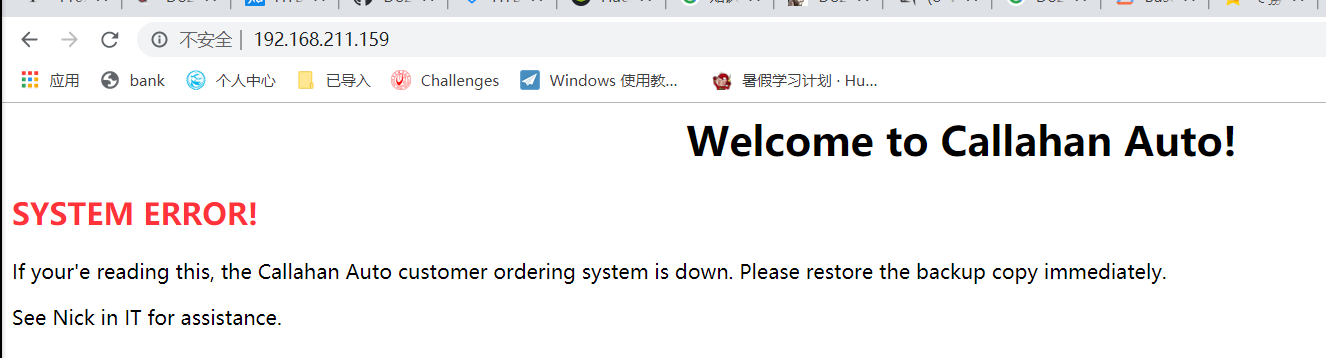 不安全 | 192.168.211.159
应用 bank 个人中心 已导入 Challenges Windows 使用教... 暑假学习计划 · Hu...
Welcome to Callahan Auto!
SYSTEM ERROR!
If your'e reading this, the Callahan Auto customer ordering system is down. Please restore the backup copy immediately.
See Nick in IT for assistance.